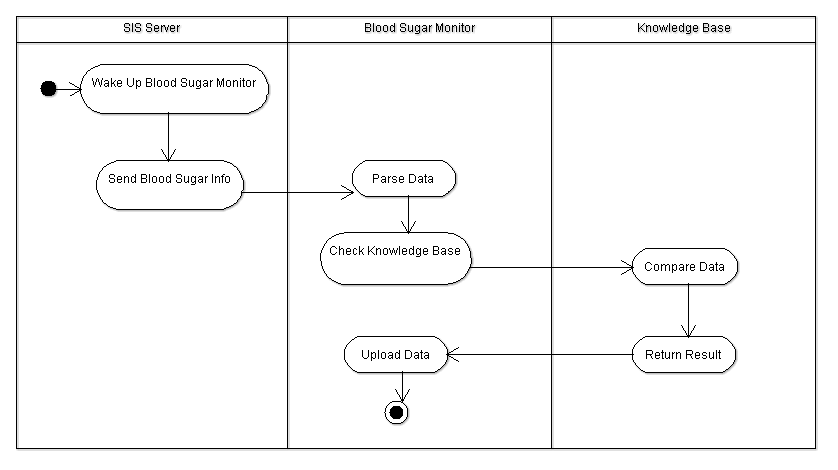 SIS Server
Blood Sugar Monitor
Knowledge Base
Wake Up Blood Sugar Monitor
Send Blood Sugar Info
Parse Data
Check Knowledge Base
Compare Data
Upload Data
Return Result